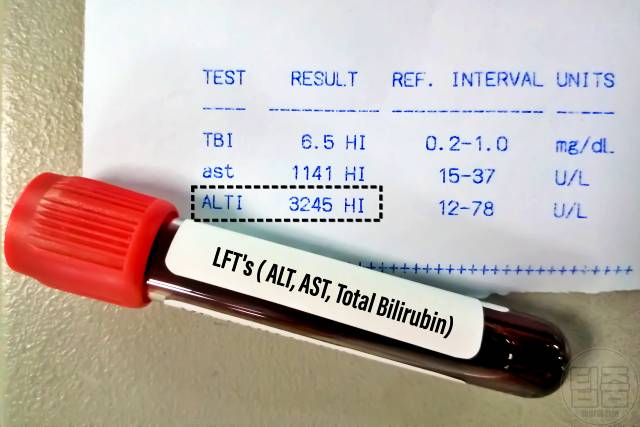 TEST RESULT REF. INTERVAL UNITS
---- -------- ------------ -----
TBI 6.5 HI 0.2-1.0 mg/dL
ast 1141 HI 15-37 U/L
ALTI 3245 HI 12-78 U/L
LFT's ( ALT, AST, Total Bilirubin)